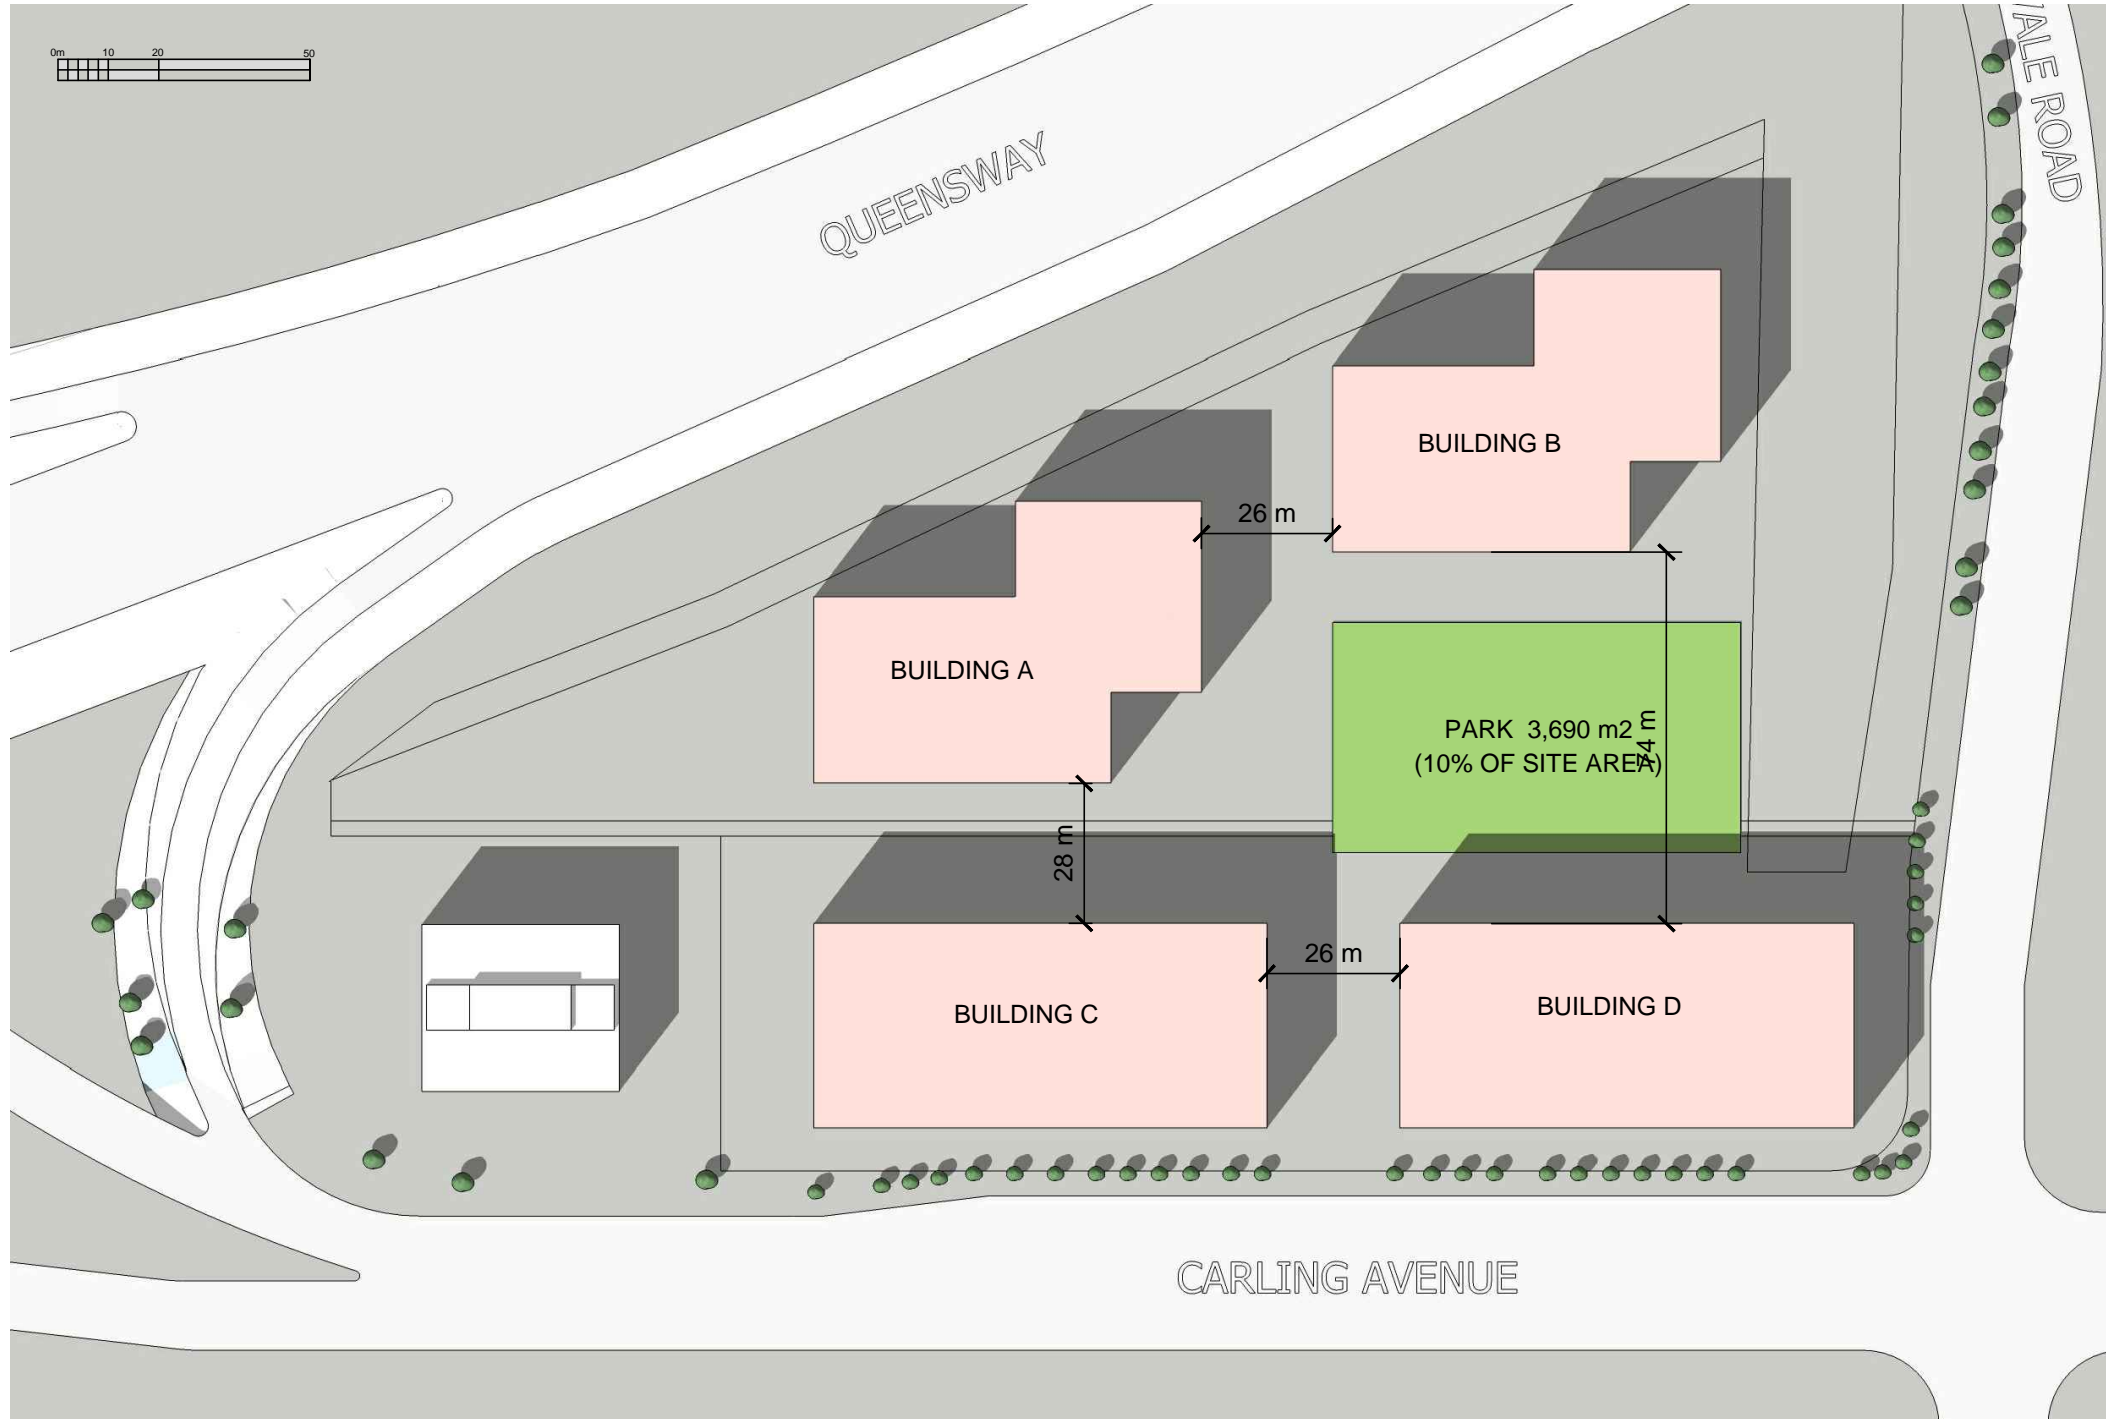 0m 10 20 50
QUEENSWAY
ROAD
BUILDING B
26 m
BUILDING A
PARK 3,690 m2
(10% OF SITE AREA)
74 m
28 m
26 m
BUILDING C
BUILDING D
CARLING AVENUE